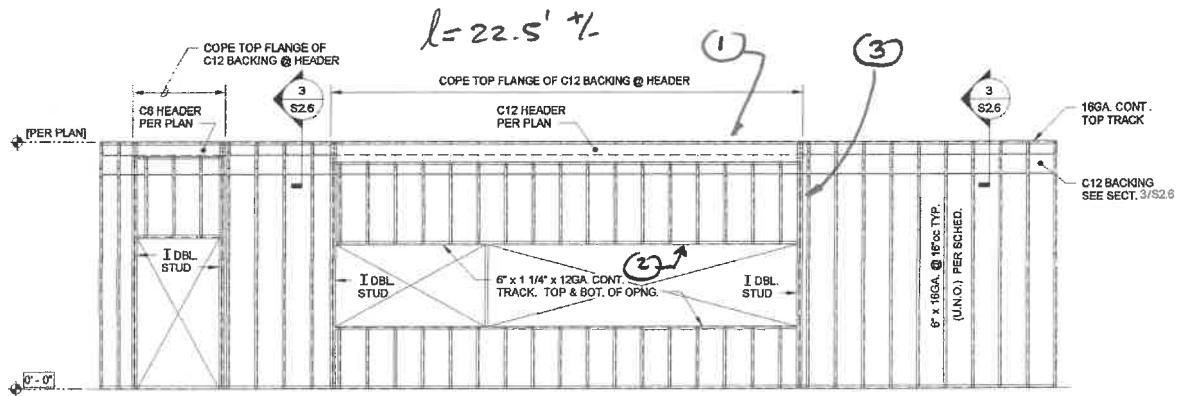 l = 22.5' +/-
COPE TOP FLANGE OF
C12 BACKING @ HEADER
3
S2.6
C8 HEADER
PER PLAN
COPE TOP FLANGE OF C12 BACKING @ HEADER
C12 HEADER
PER PLAN
1
3
3
S2.6
16GA. CONT.
TOP TRACK
[PER PLAN]
C12 BACKING
SEE SECT. 3/S2.6
I DBL.
STUD
I DBL.
STUD
6" x 1 1/4" x 12GA. CONT.
TRACK. TOP & BOT. OF OPNG.
2
I DBL.
STUD
6" x 16GA. @ 16"oc TYP.
(U.N.O.) PER SCHED.
0' - 0"